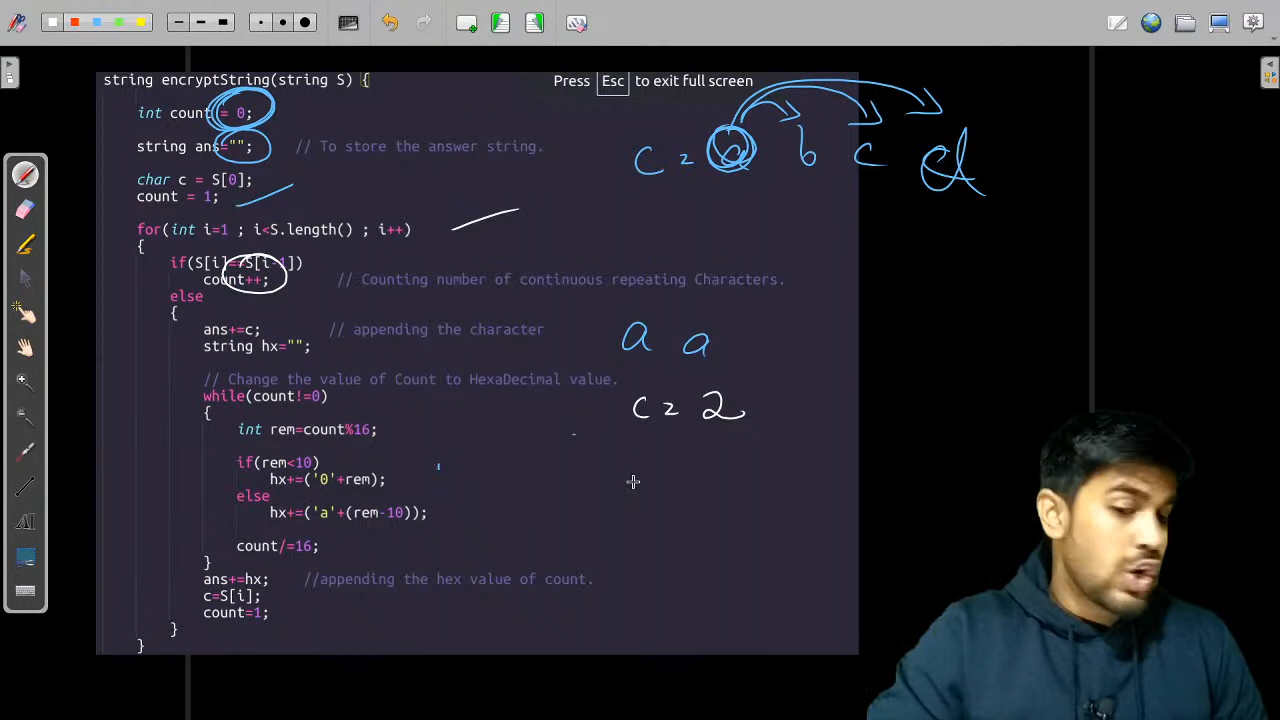 string encryptString(string S) {
Press Esc to exit full screen
int count = 0;
string ans=""; // To store the answer string.
c = a b c d
char c = S[0];
count = 1;
for(int i=1 ; i<S.length() ; i++)
{
if(S[i]==S[i-1])
count++; // Counting number of continuous repeating Characters.
else
{
ans+=c; // appending the character
a a
string hx="";
// Change the value of Count to HexaDecimal value.
while(count!=0)
c = 2
{
int rem=count%16;
if(rem<10)
hx+=('0'+rem);
else
hx+=('a'+(rem-10));
count/=16;
}
ans+=hx; //appending the hex value of count.
c=S[i];
count=1;
}
}